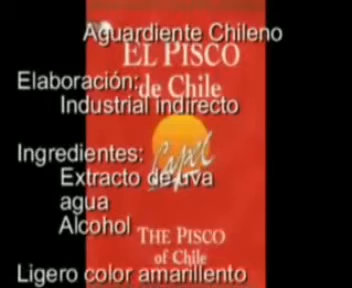 Aguardiente Chileno
EL PISCO
de Chile
Elaboración:
Industrial indirecto
Ingredientes:
Capel
Extracto de uva
agua
Alcohol
THE PISCO
of Chile
Ligero color amarillento